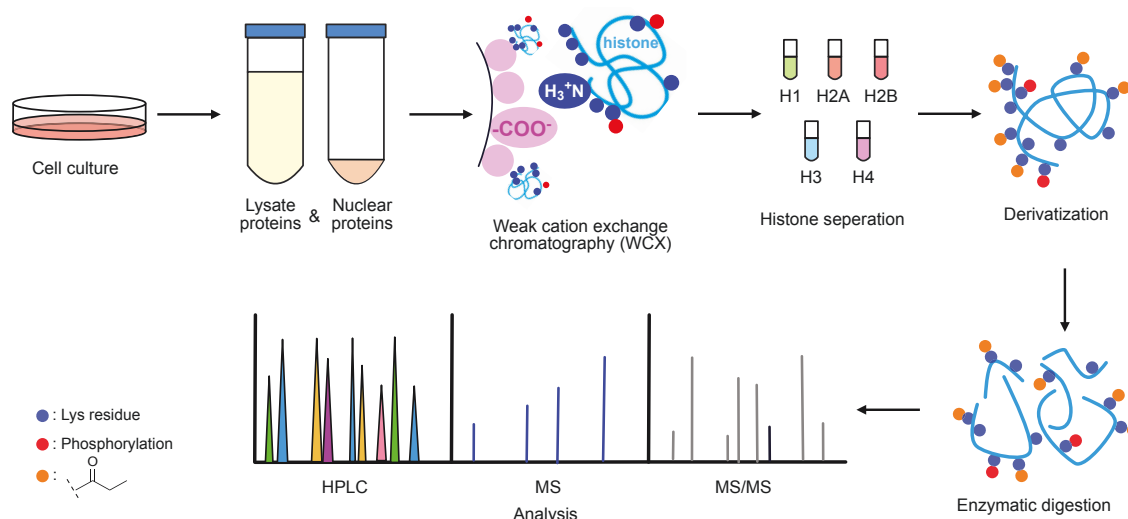 Cell culture
Lysate
proteins
&
Nuclear
proteins
histone
H₃⁺N
-COO⁻
Weak cation exchange
chromatography (WCX)
H1 H2A H2B
H3 H4
Histone seperation
Derivatization
Enzymatic digestion
HPLC MS MS/MS
Analysis
: Lys residue
: Phosphorylation
:
O